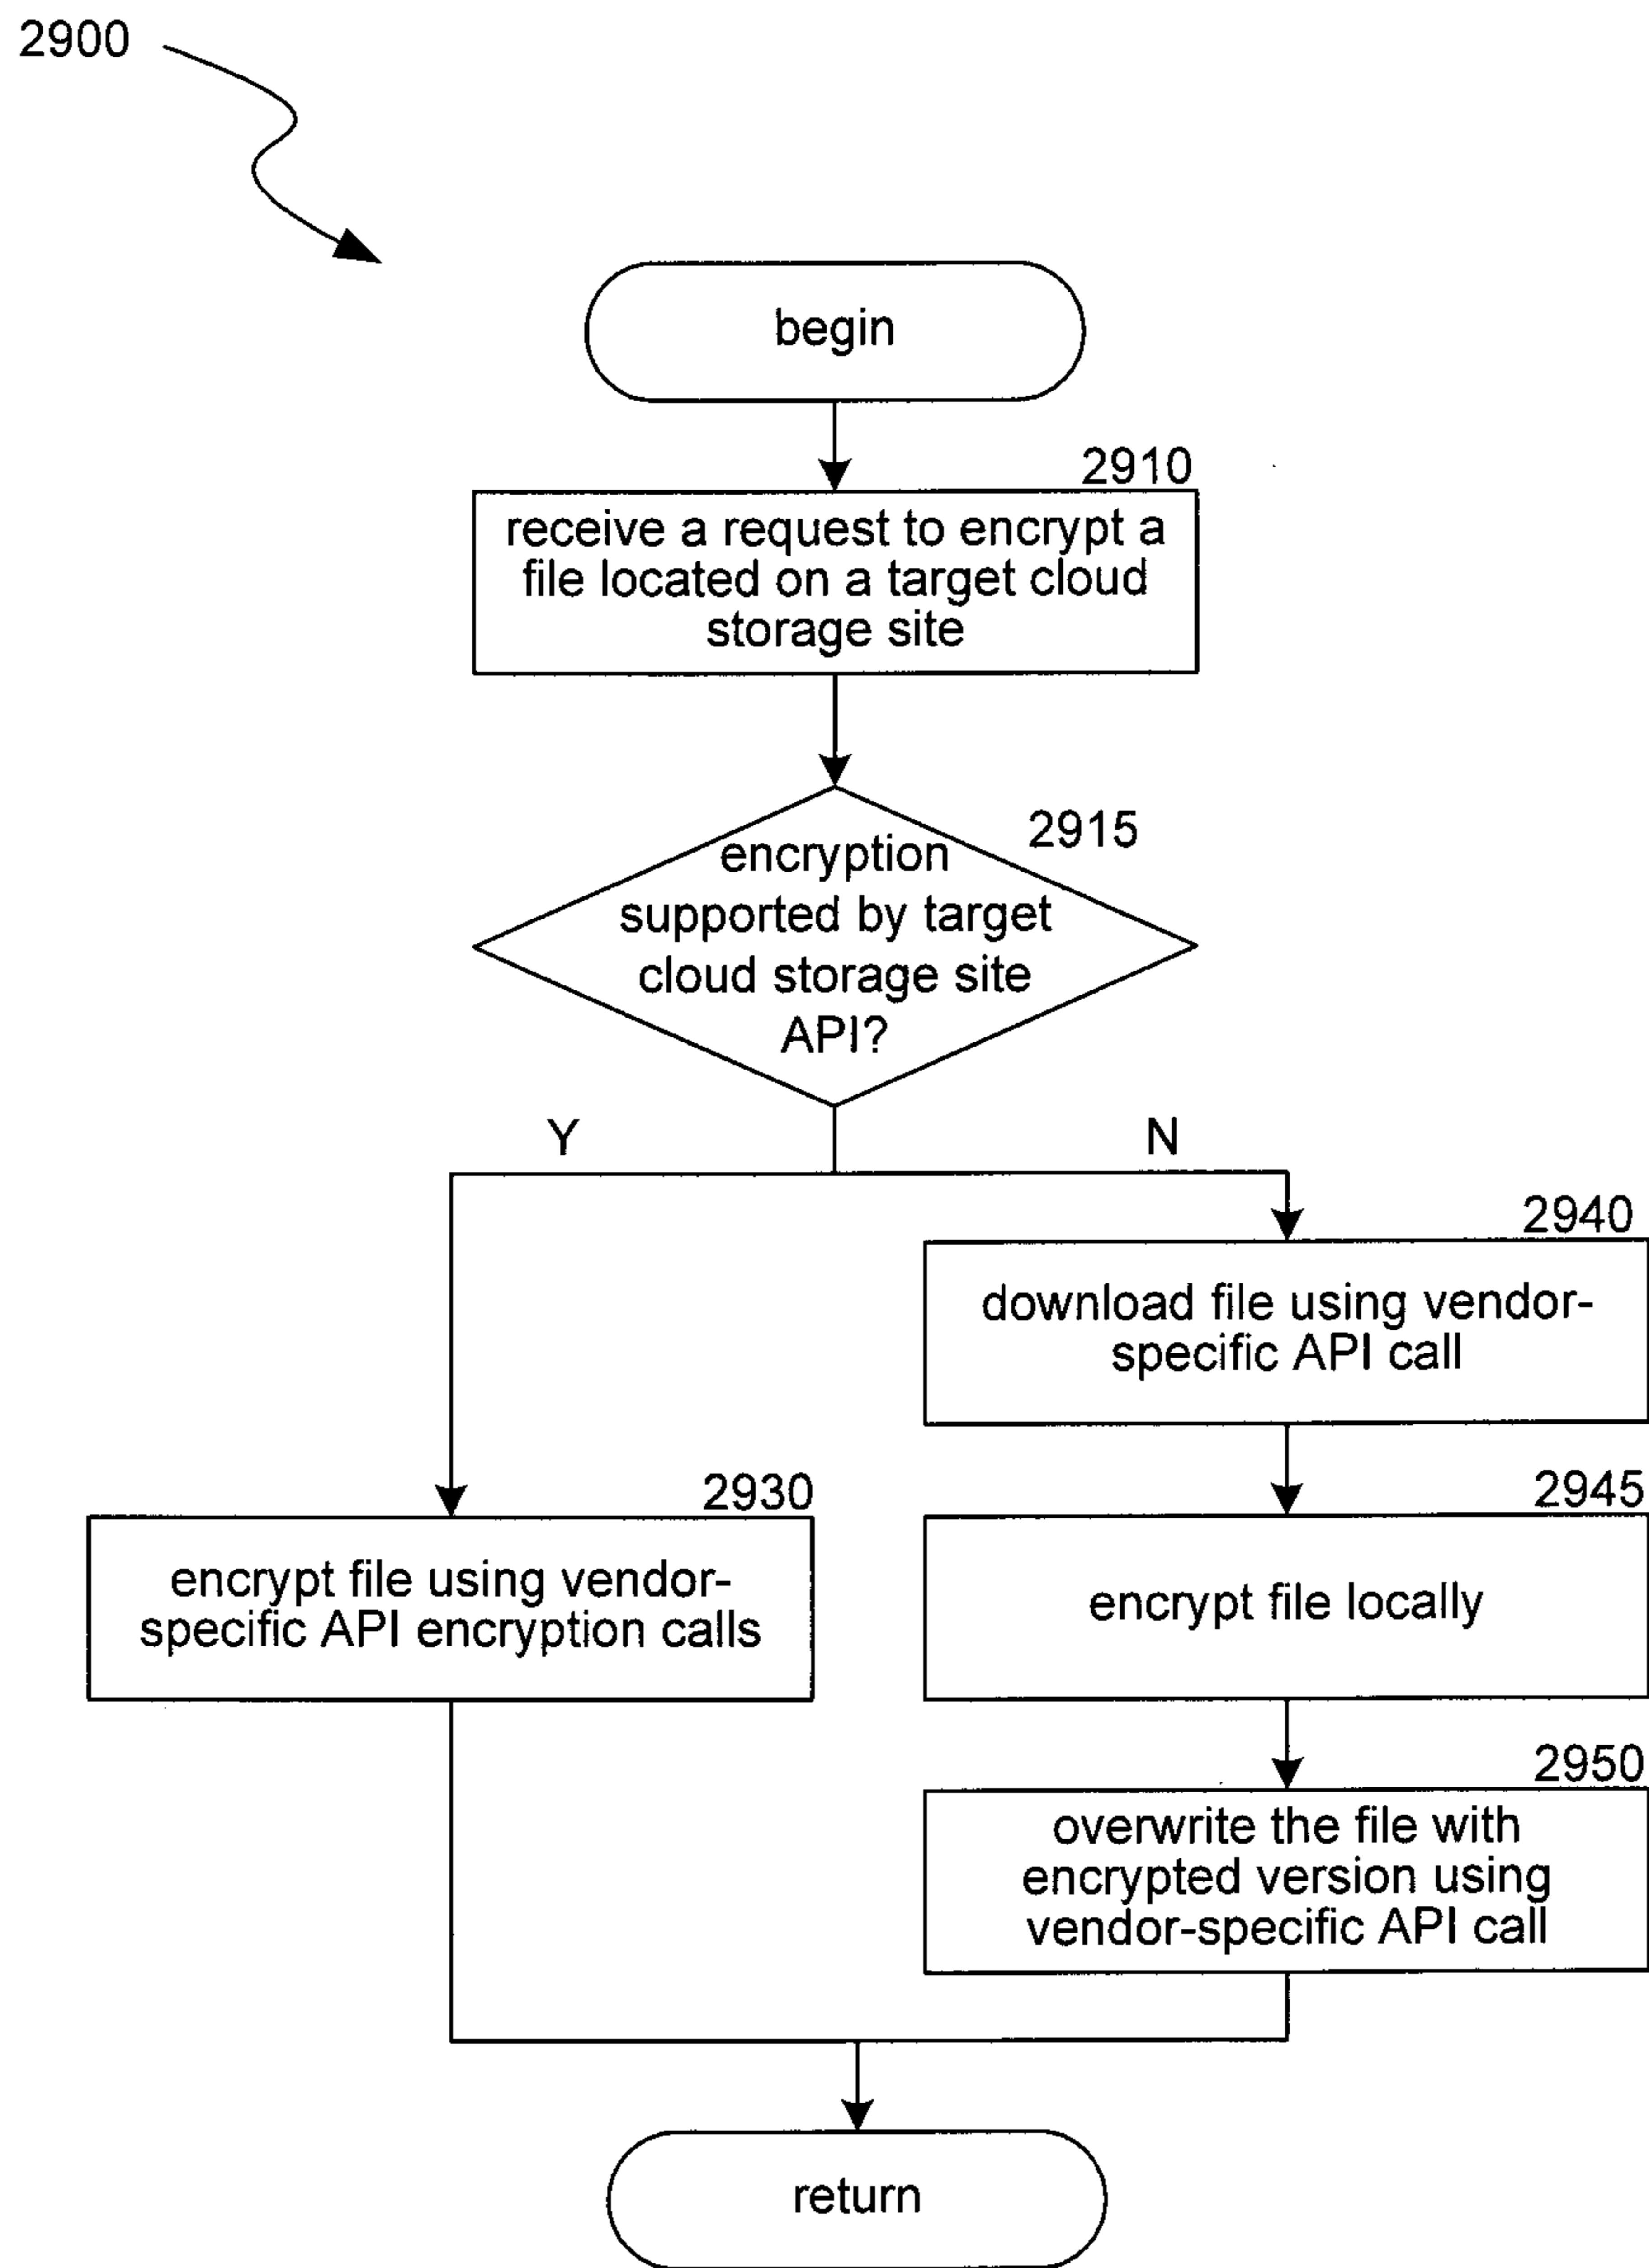 2900
begin
2910
receive a request to encrypt a
file located on a target cloud
storage site
2915
encryption
supported by target
cloud storage site
API?
Y
N
2940
download file using vendor-
specific API call
2930
encrypt file using vendor-
specific API encryption calls
2945
encrypt file locally
2950
overwrite the file with
encrypted version using
vendor-specific API call
return